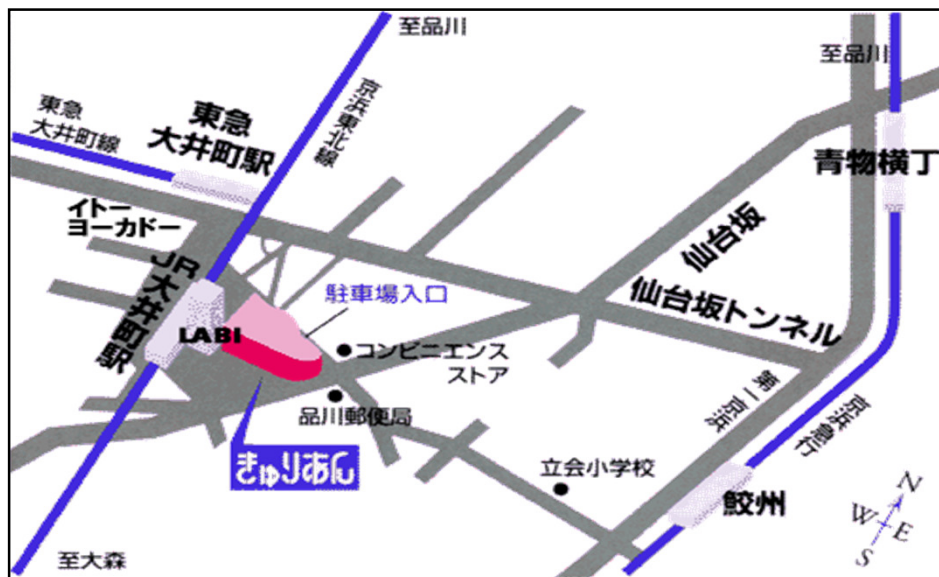 至品川
至品川
京浜東北線
東急
大井町線
東急
大井町駅
青物横丁
イトー
ヨーカドー
仙台坂
仙台坂トンネル
JR大井町駅
駐車場入口
LABI
コンビニエンス
ストア
品川郵便局
第一京浜
京浜急行
きゅりあん
立会小学校
鮫州
N
W E
S
至大森